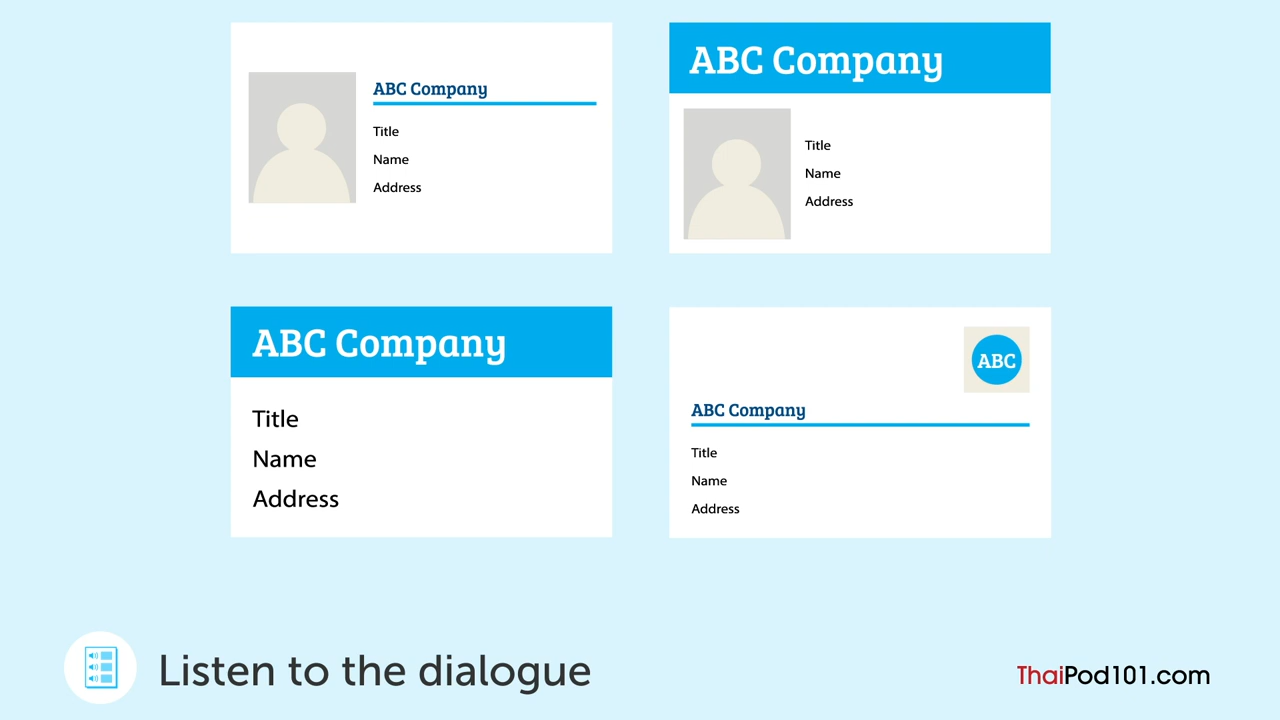 ABC Company
Title
Name
Address
ABC Company
Title
Name
Address
ABC Company
Title
Name
Address
ABC
ABC Company
Title
Name
Address
Listen to the dialogue
ThaiPod101.com